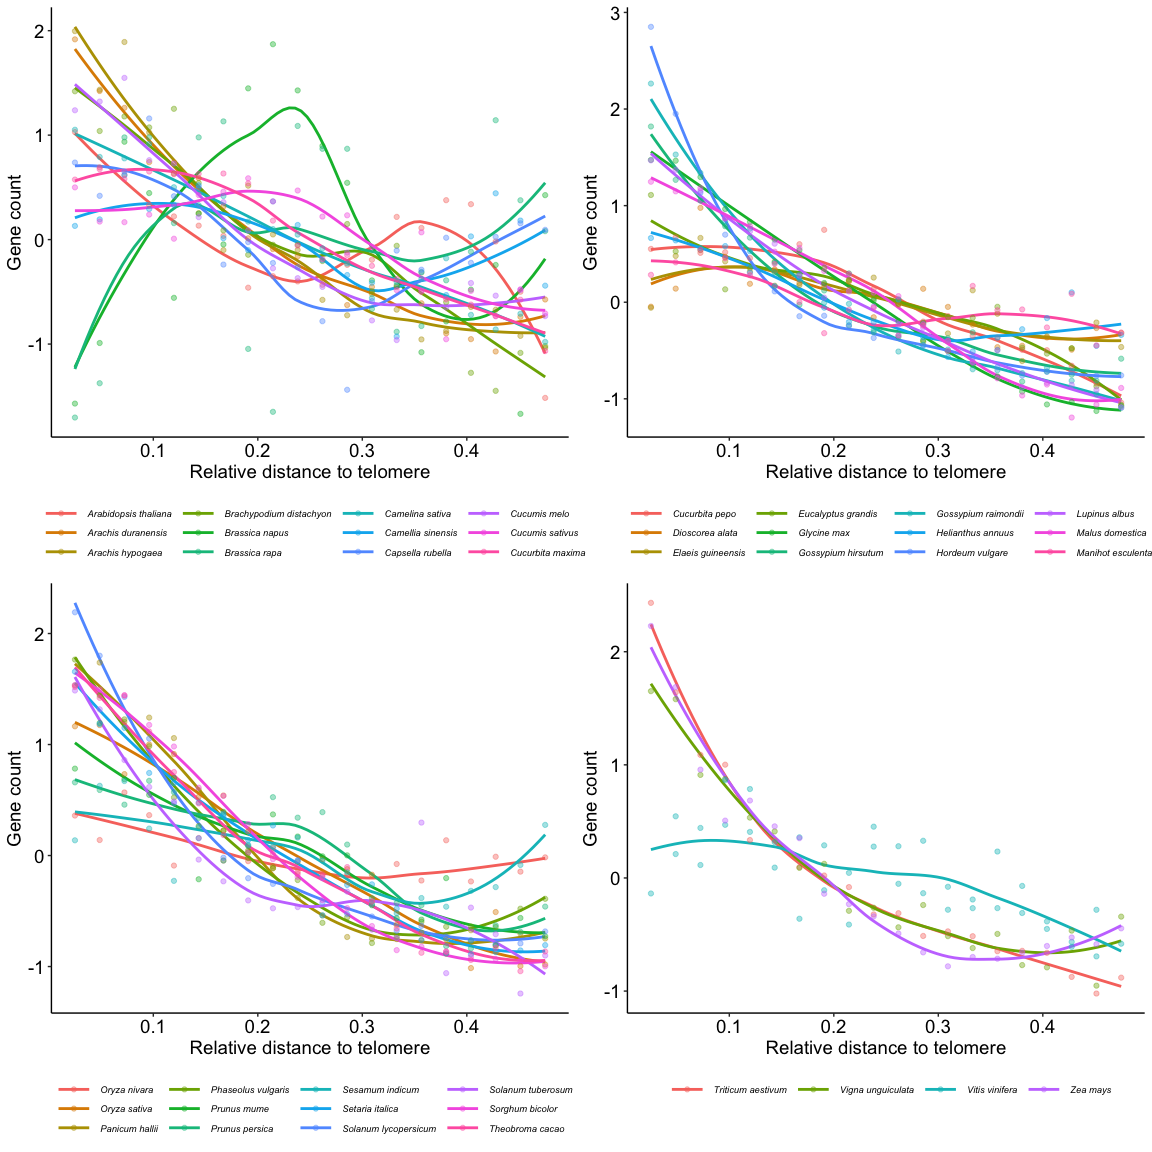 2
1
0
-1
Gene count
0.1 0.2 0.3 0.4
Relative distance to telomere
Arabidopsis thaliana Brachypodium distachyon Camelina sativa Cucumis melo
Arachis duranensis Brassica napus Camellia sinensis Cucumis sativus
Arachis hypogaea Brassica rapa Capsella rubella Cucurbita maxima
3
2
1
0
-1
Gene count
0.1 0.2 0.3 0.4
Relative distance to telomere
Cucurbita pepo Eucalyptus grandis Gossypium raimondii Lupinus albus
Dioscorea alata Glycine max Helianthus annuus Malus domestica
Elaeis guineensis Gossypium hirsutum Hordeum vulgare Manihot esculenta
2
1
0
-1
Gene count
0.1 0.2 0.3 0.4
Relative distance to telomere
Oryza nivara Phaseolus vulgaris Sesamum indicum Solanum tuberosum
Oryza sativa Prunus mume Setaria italica Sorghum bicolor
Panicum hallii Prunus persica Solanum lycopersicum Theobroma cacao
2
1
0
-1
Gene count
0.1 0.2 0.3 0.4
Relative distance to telomere
Triticum aestivum Vigna unguiculata Vitis vinifera Zea mays